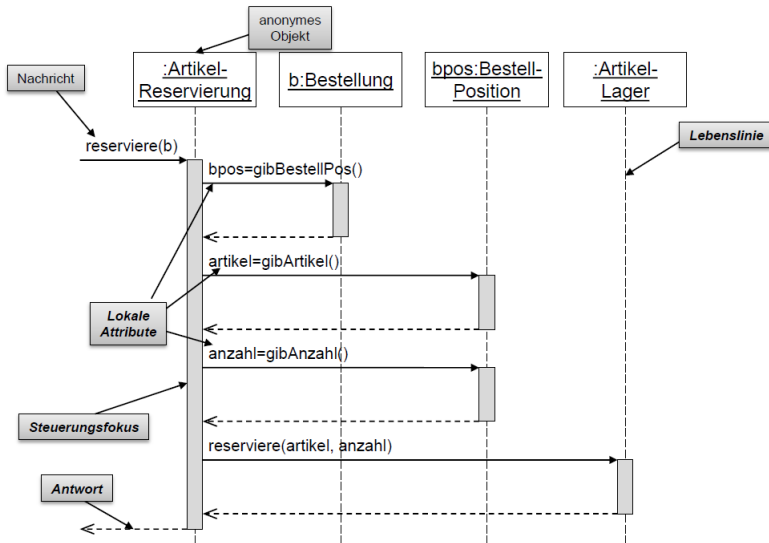 anonymes
Objekt
:Artikel-
Reservierung
b:Bestellung
bpos:Bestell-
Position
:Artikel-
Lager
Nachricht
Lebenslinie
reserviere(b)
bpos=gibBestellPos()
artikel=gibArtikel()
Lokale
Attribute
anzahl=gibAnzahl()
Steuerungsfokus
reserviere(artikel, anzahl)
Antwort